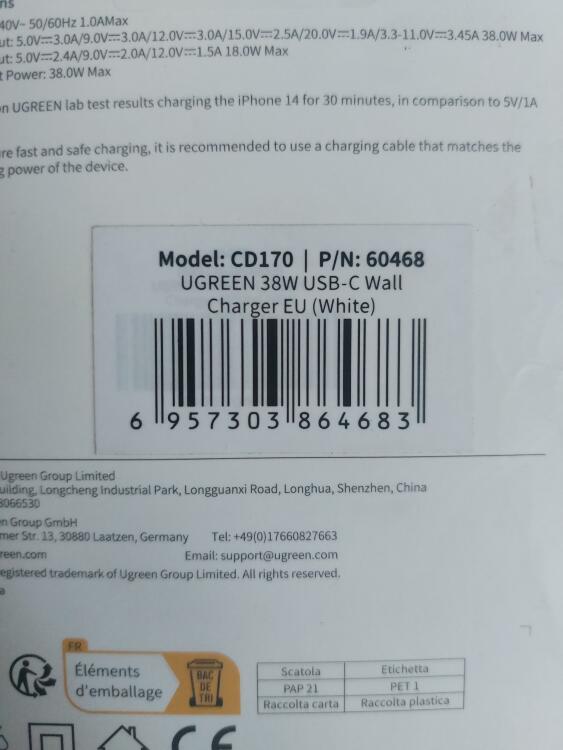 ns
40V~ 50/60Hz 1.0AMax
ut: 5.0V⎓3.0A/9.0V⎓3.0A/12.0V⎓3.0A/15.0V⎓2.5A/20.0V⎓1.9A/3.3-11.0V⎓3.45A 38.0W Max
ut: 5.0V⎓2.4A/9.0V⎓2.0A/12.0V⎓1.5A 18.0W Max
t Power: 38.0W Max
n UGREEN lab test results charging the iPhone 14 for 30 minutes, in comparison to 5V/1A
re fast and safe charging, it is recommended to use a charging cable that matches the
g power of the device.
Model: CD170 | P/N: 60468
UGREEN 38W USB-C Wall
Charger EU (White)
6 957303 864683
Ugreen Group Limited
uilding, Longcheng Industrial Park, Longguanxi Road, Longhua, Shenzhen, China
8066530
n Group GmbH
mer Str. 13, 30880 Laatzen, Germany Tel: +49(0)17660827663
reen.com Email: support@ugreen.com
egistered trademark of Ugreen Group Limited. All rights reserved.
a
FR
Éléments
d'emballage
BAC
DE
TRI
Scatola Etichetta
PAP 21 PET 1
Raccolta carta Raccolta plastica
CE